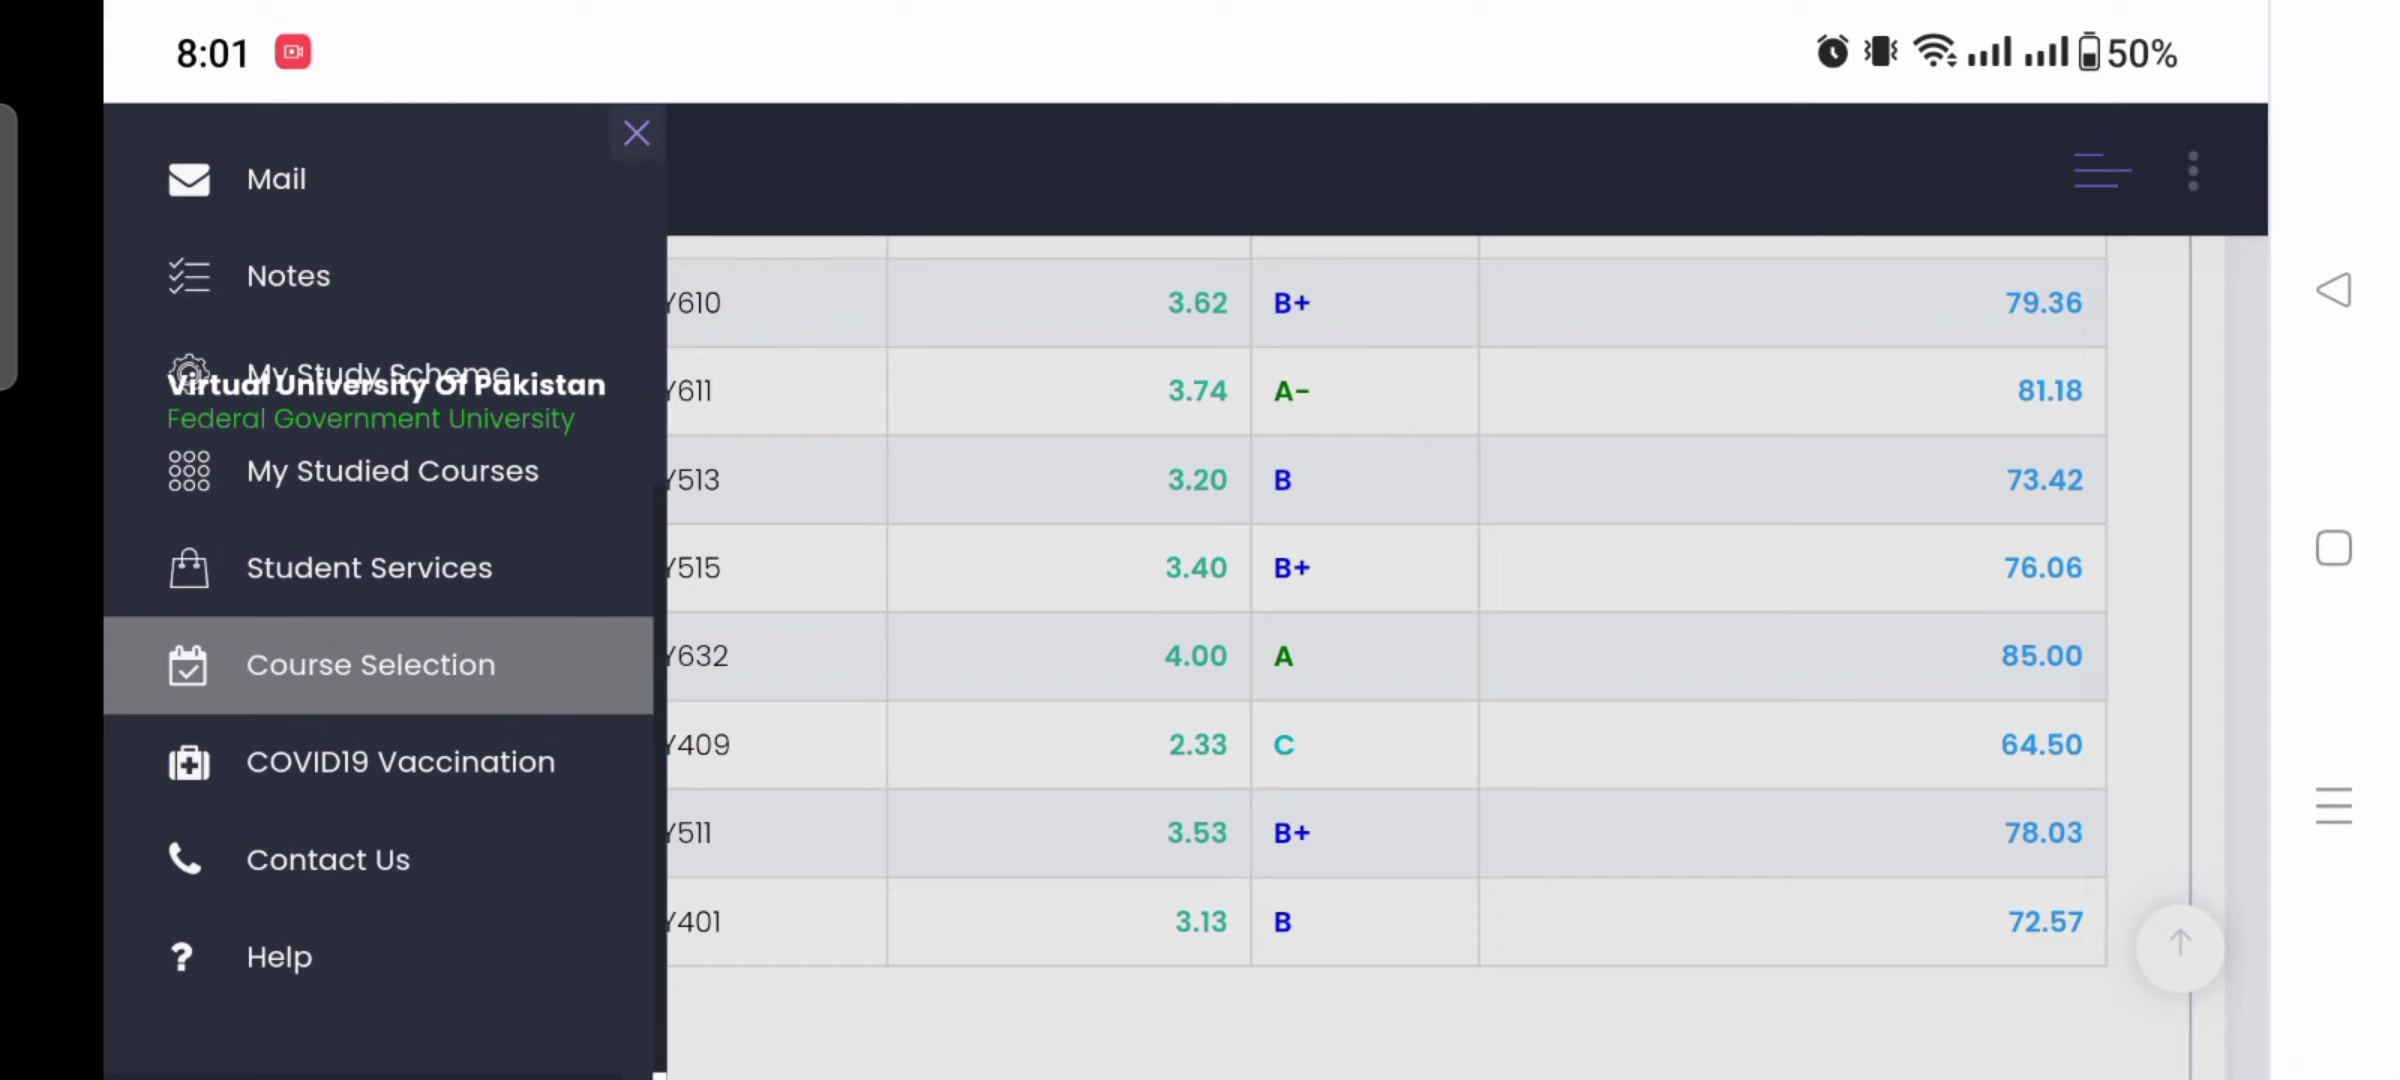 8:01
50%
Mail
Notes
My Study Scheme
Virtual University Of Pakistan
Federal Government University
My Studied Courses
Student Services
Course Selection
COVID19 Vaccination
Contact Us
Help
Y610 3.62 B+ 79.36
Y611 3.74 A- 81.18
Y513 3.20 B 73.42
Y515 3.40 B+ 76.06
Y632 4.00 A 85.00
Y409 2.33 C 64.50
Y511 3.53 B+ 78.03
Y401 3.13 B 72.57